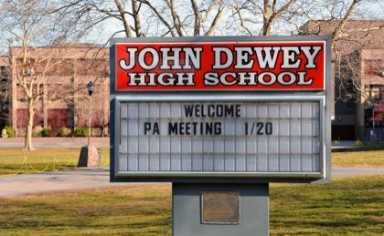 JOHN DEWEY
HIGH SCHOOL
WELCOME
PA MEETING 1/20